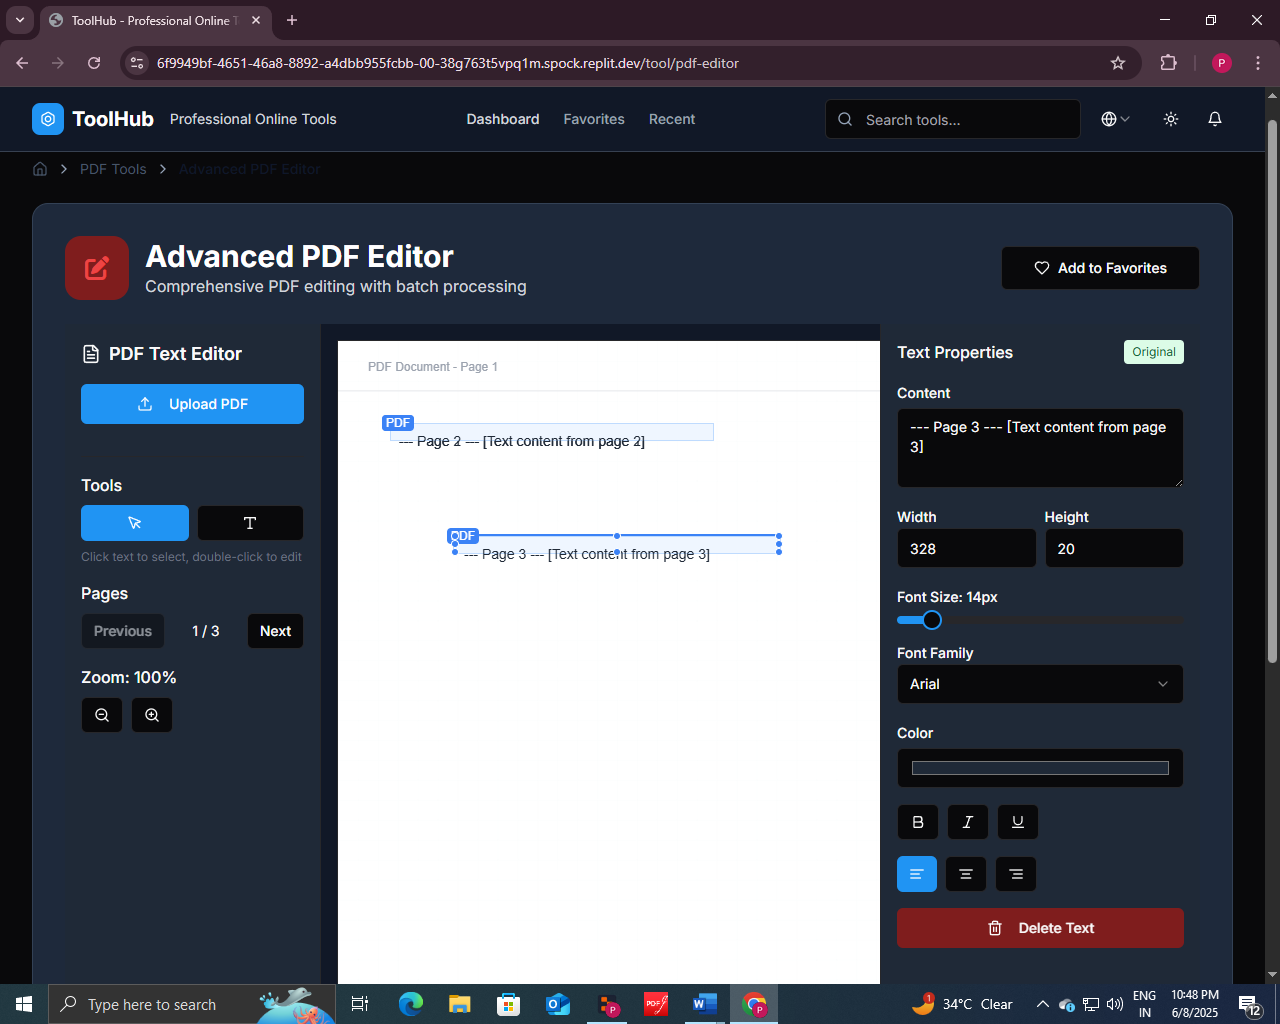 ToolHub - Professional Online T
6f9949bf-4651-46a8-8892-a4dbb955fcbb-00-38g763t5vpq1m.spock.replit.dev/tool/pdf-editor
P
ToolHub
Professional Online Tools
Dashboard
Favorites
Recent
Search tools...
PDF Tools
Advanced PDF Editor
Advanced PDF Editor
Comprehensive PDF editing with batch processing
Add to Favorites
PDF Text Editor
Upload PDF
Tools
T
Click text to select, double-click to edit
Pages
Previous
1 / 3
Next
Zoom: 100%
PDF Document - Page 1
PDF
--- Page 2 --- [Text content from page 2]
PDF
--- Page 3 --- [Text content from page 3]
Text Properties
Original
Content
--- Page 3 --- [Text content from page
3]
Width
Height
328
20
Font Size: 14px
Font Family
Arial
Color
B
I
U
Delete Text
Type here to search
P
PDF
W
P
1
34°C Clear
ENG
IN
10:48 PM
6/8/2025
12